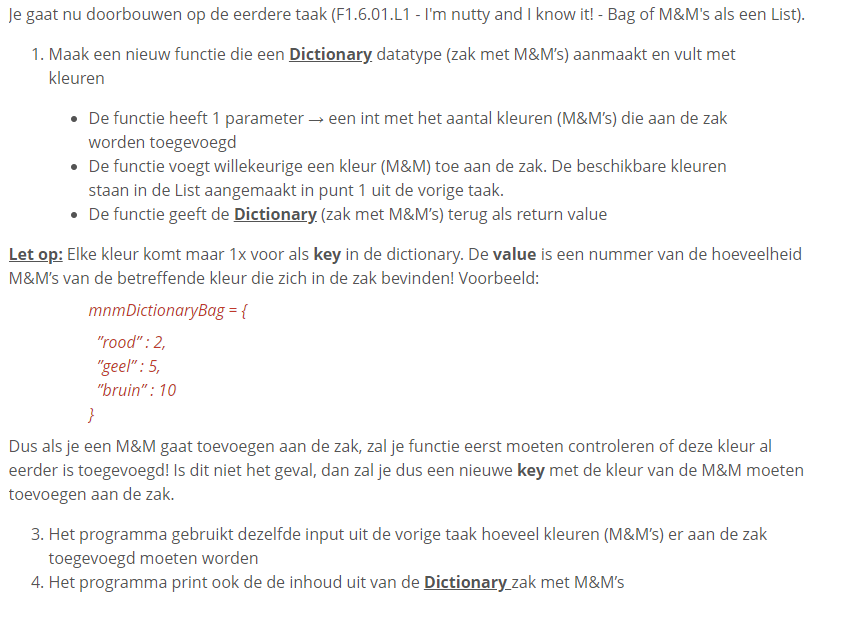 Je gaat nu doorbouwen op de eerdere taak (F1.6.01.L1 - I'm nutty and I know it! - Bag of M&M's als een List).
1. Maak een nieuw functie die een Dictionary datatype (zak met M&M’s) aanmaakt en vult met
kleuren
• De functie heeft 1 parameter → een int met het aantal kleuren (M&M’s) die aan de zak
worden toegevoegd
• De functie voegt willekeurige een kleur (M&M) toe aan de zak. De beschikbare kleuren
staan in de List aangemaakt in punt 1 uit de vorige taak.
• De functie geeft de Dictionary (zak met M&M’s) terug als return value
Let op: Elke kleur komt maar 1x voor als key in de dictionary. De value is een nummer van de hoeveelheid
M&M’s van de betreffende kleur die zich in de zak bevinden! Voorbeeld:
mnmDictionaryBag = {
”rood” : 2,
”geel” : 5,
”bruin” : 10
}
Dus als je een M&M gaat toevoegen aan de zak, zal je functie eerst moeten controleren of deze kleur al
eerder is toegevoegd! Is dit niet het geval, dan zal je dus een nieuwe key met de kleur van de M&M moeten
toevoegen aan de zak.
3. Het programma gebruikt dezelfde input uit de vorige taak hoeveel kleuren (M&M’s) er aan de zak
toegevoegd moeten worden
4. Het programma print ook de de inhoud uit van de Dictionary zak met M&M’s